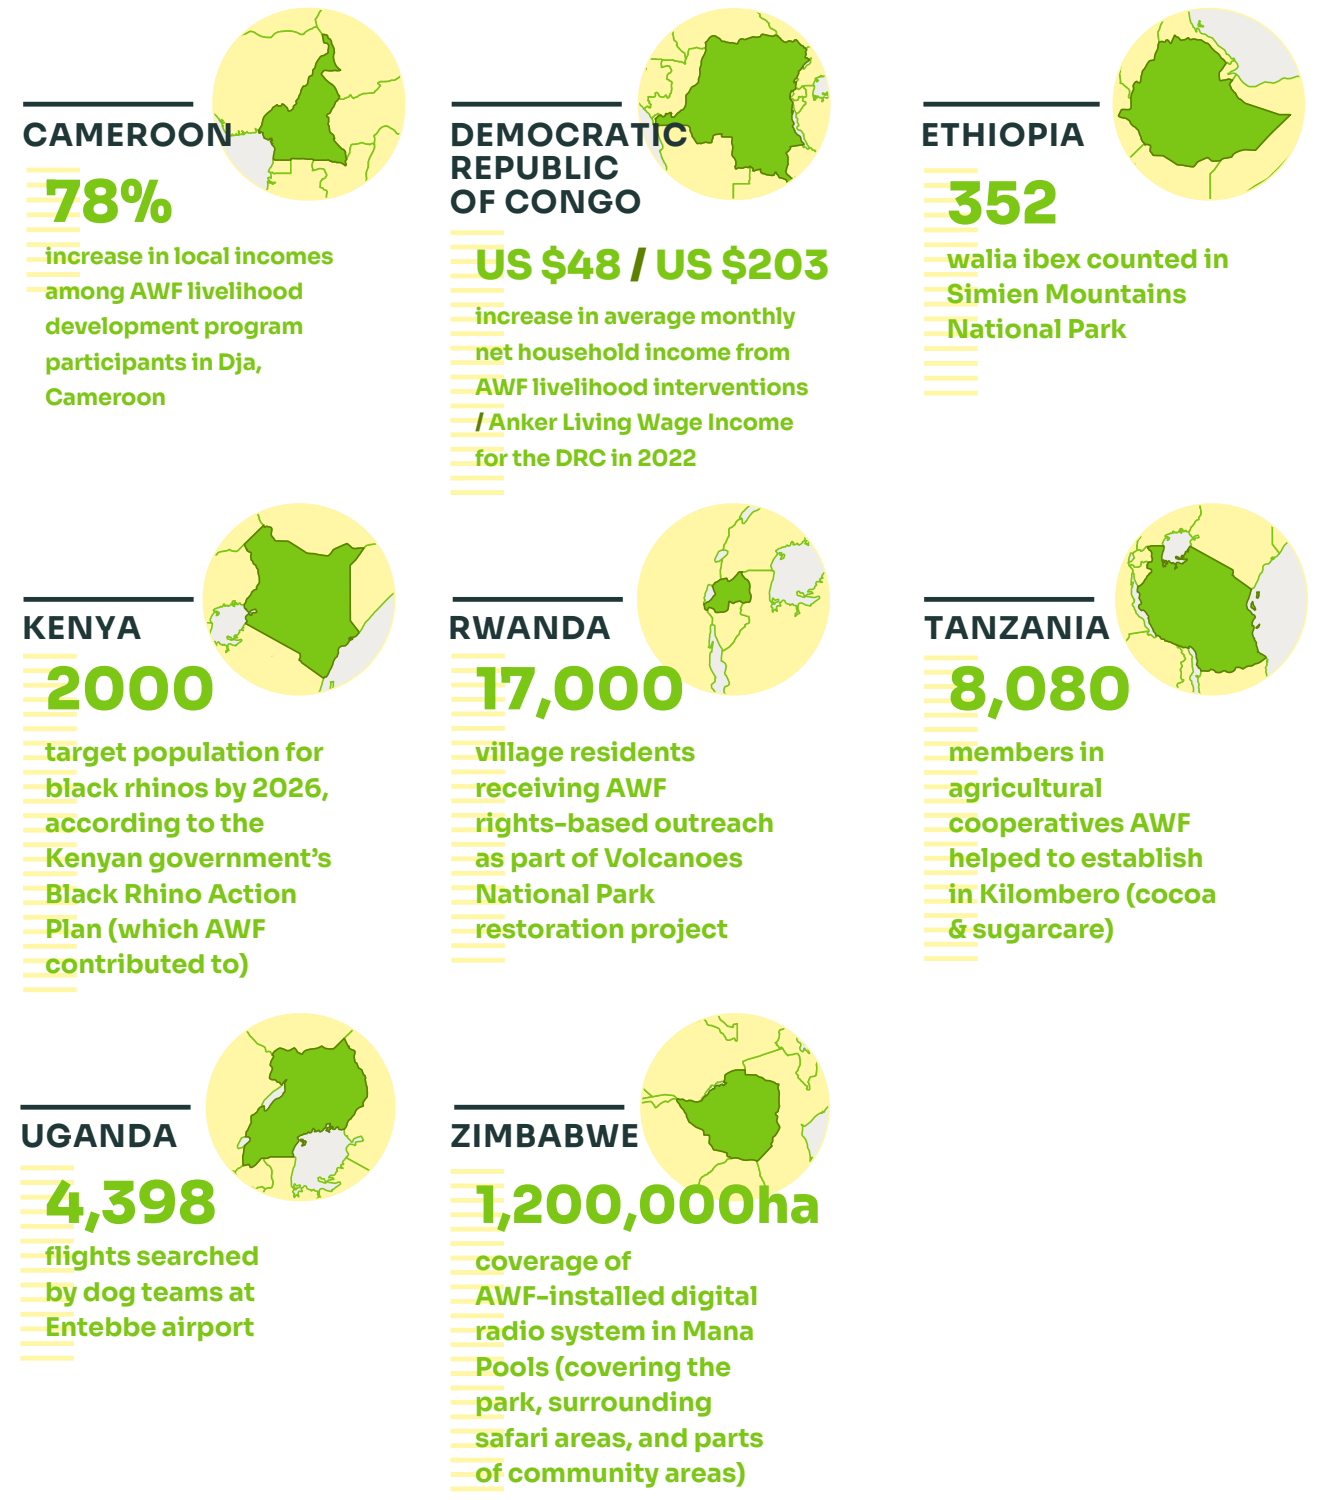 CAMEROON
78%
increase in local incomes
among AWF livelihood
development program
participants in Dja,
Cameroon
DEMOCRATIC
REPUBLIC
OF CONGO
US $48 / US $203
increase in average monthly
net household income from
AWF livelihood interventions
/ Anker Living Wage Income
for the DRC in 2022
ETHIOPIA
352
walia ibex counted in
Simien Mountains
National Park
KENYA
2000
target population for
black rhinos by 2026,
according to the
Kenyan government’s
Black Rhino Action
Plan (which AWF
contributed to)
RWANDA
17,000
village residents
receiving AWF
rights-based outreach
as part of Volcanoes
National Park
restoration project
TANZANIA
8,080
members in
agricultural
cooperatives AWF
helped to establish
in Kilombero (cocoa
& sugarcare)
UGANDA
4,398
flights searched
by dog teams at
Entebbe airport
ZIMBABWE
1,200,000ha
coverage of
AWF-installed digital
radio system in Mana
Pools (covering the
park, surrounding
safari areas, and parts
of community areas)